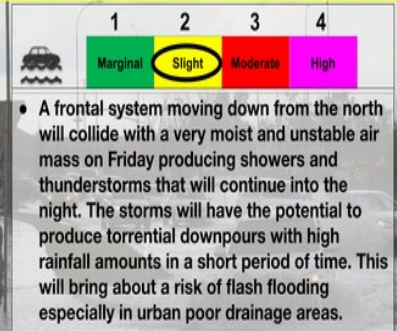 1 2 3 4
Marginal Slight Moderate High
• A frontal system moving down from the north
will collide with a very moist and unstable air
mass on Friday producing showers and
thunderstorms that will continue into the
night. The storms will have the potential to
produce torrential downpours with high
rainfall amounts in a short period of time. This
will bring about a risk of flash flooding
especially in urban poor drainage areas.